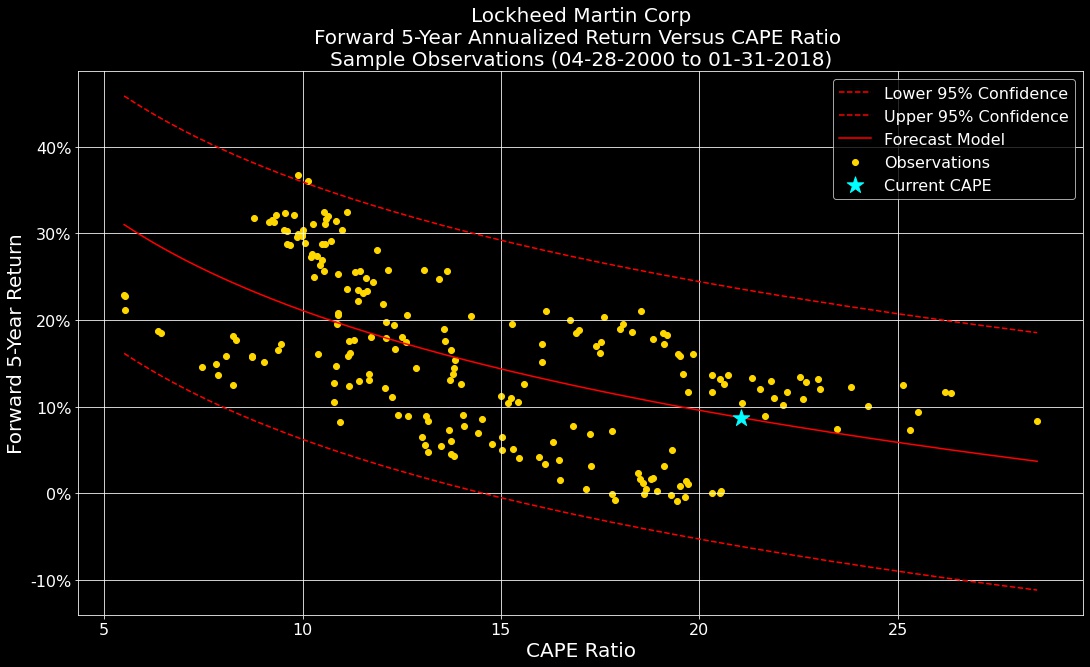 Lockheed Martin Corp
Forward 5-Year Annualized Return Versus CAPE Ratio
Sample Observations (04-28-2000 to 01-31-2018)
Lower 95% Confidence
Upper 95% Confidence
Forecast Model
Observations
Current CAPE
Forward 5-Year Return
40%
30%
20%
10%
0%
-10%
5
10
15
20
25
CAPE Ratio